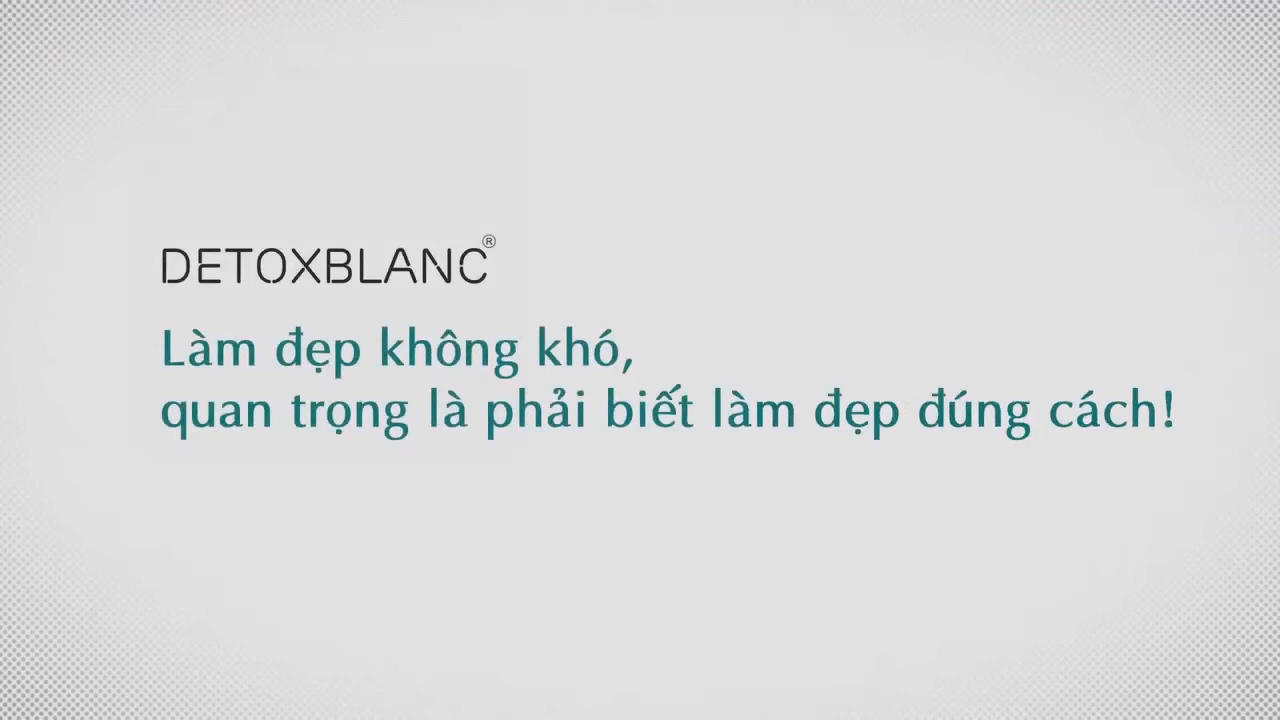 DETOXBLANC®
Làm đẹp không khó,
quan trọng là phải biết làm đẹp đúng cách!